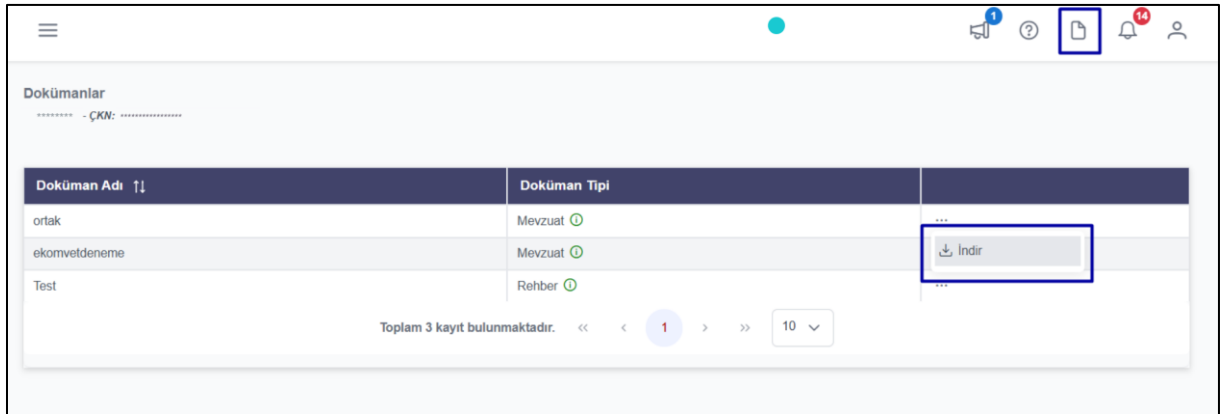 1
14
Dokümanlar
******** - ÇKN: *****************
Doküman Adı Doküman Tipi
ortak Mevzuat ...
ekomvetdeneme Mevzuat
İndir
Test Rehber ...
Toplam 3 kayıt bulunmaktadır. << < 1 > >> 10